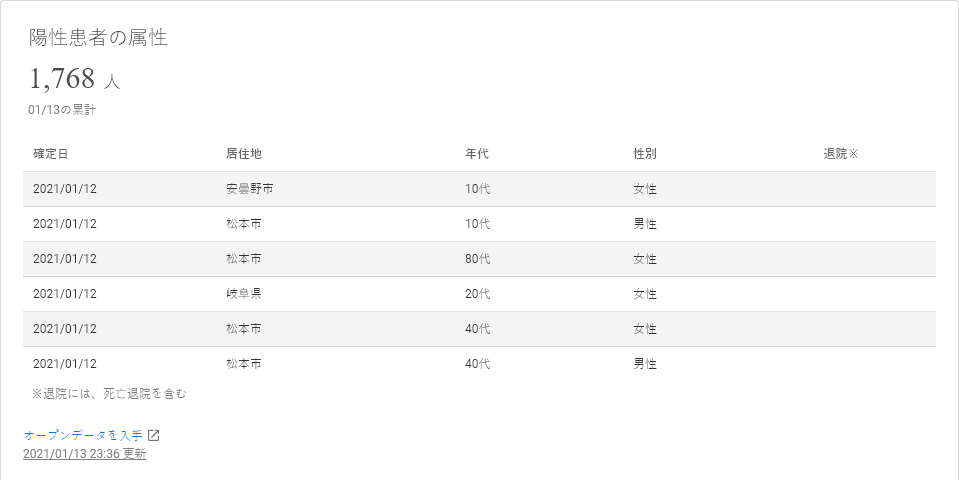 陽性患者の属性
1,768 人
01/13の累計
確定日 居住地 年代 性別 退院※
2021/01/12 安曇野市 10代 女性
2021/01/12 松本市 10代 男性
2021/01/12 松本市 80代 女性
2021/01/12 岐阜県 20代 女性
2021/01/12 松本市 40代 女性
2021/01/12 松本市 40代 男性
※退院には、死亡退院を含む
オープンデータを入手
2021/01/13 23:36 更新